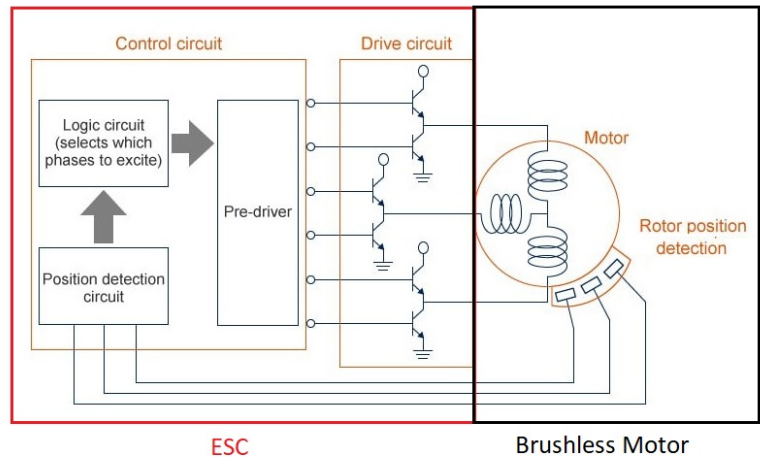 Control circuit
Drive circuit
Logic circuit
(selects which
phases to excite)
Pre-driver
Motor
Rotor position
detection
Position detection
circuit
ESC
Brushless Motor